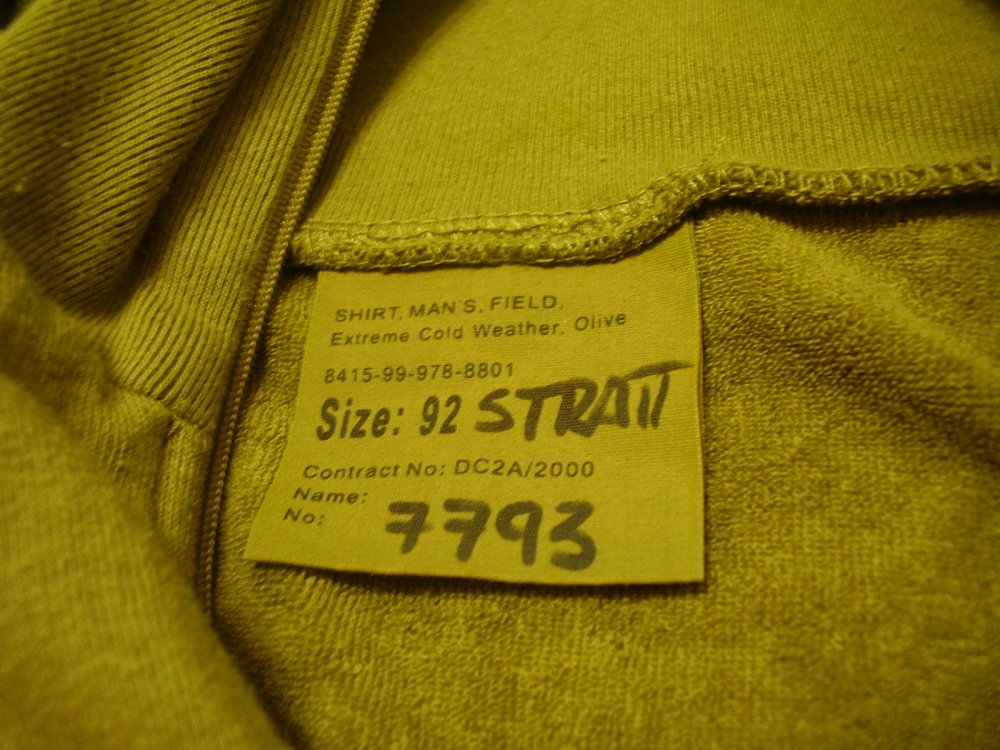 SHIRT, MAN'S, FIELD,
Extreme Cold Weather, Olive
8415-99-978-8801
Size: 92 STRATT
Contract No: DC2A/2000
Name:
No: 7793